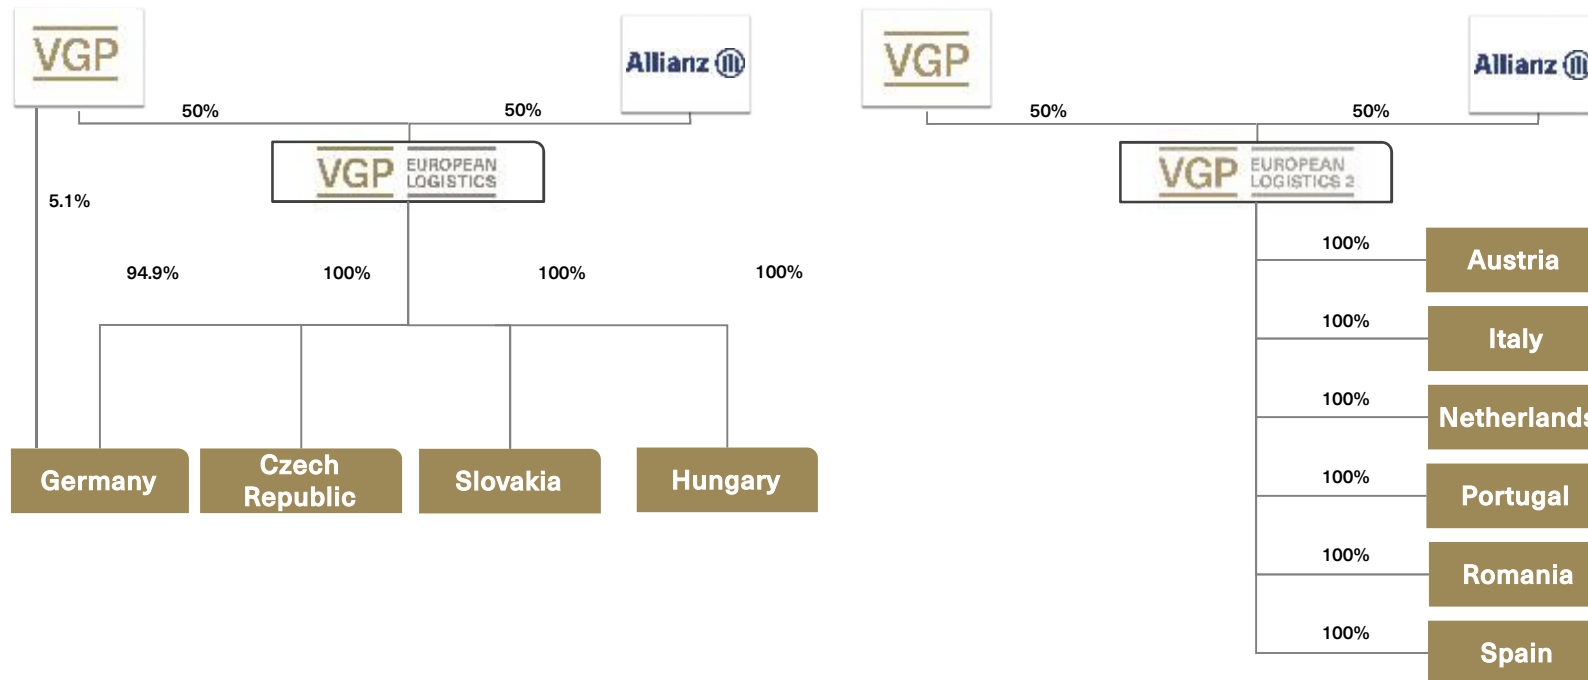 VGP
Allianz
50%
50%
VGP EUROPEAN
LOGISTICS
5.1%
94.9%
100%
100%
100%
Germany
Czech
Republic
Slovakia
Hungary
VGP
Allianz
50%
50%
VGP EUROPEAN
LOGISTICS 2
100%
Austria
100%
Italy
100%
Netherlands
100%
Portugal
100%
Romania
100%
Spain